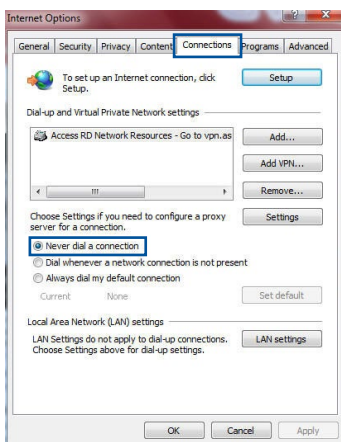 Internet Options
General Security Privacy Content Connections Programs Advanced
To set up an Internet connection, click
Setup.
Setup
Dial-up and Virtual Private Network settings
Access RD Network Resources - Go to vpn.as
Add...
Add VPN...
Remove...
Choose Settings if you need to configure a proxy
server for a connection.
Settings
Never dial a connection
Dial whenever a network connection is not present
Always dial my default connection
Current None
Set default
Local Area Network (LAN) settings
LAN Settings do not apply to dial-up connections.
Choose Settings above for dial-up settings.
LAN settings
OK Cancel Apply